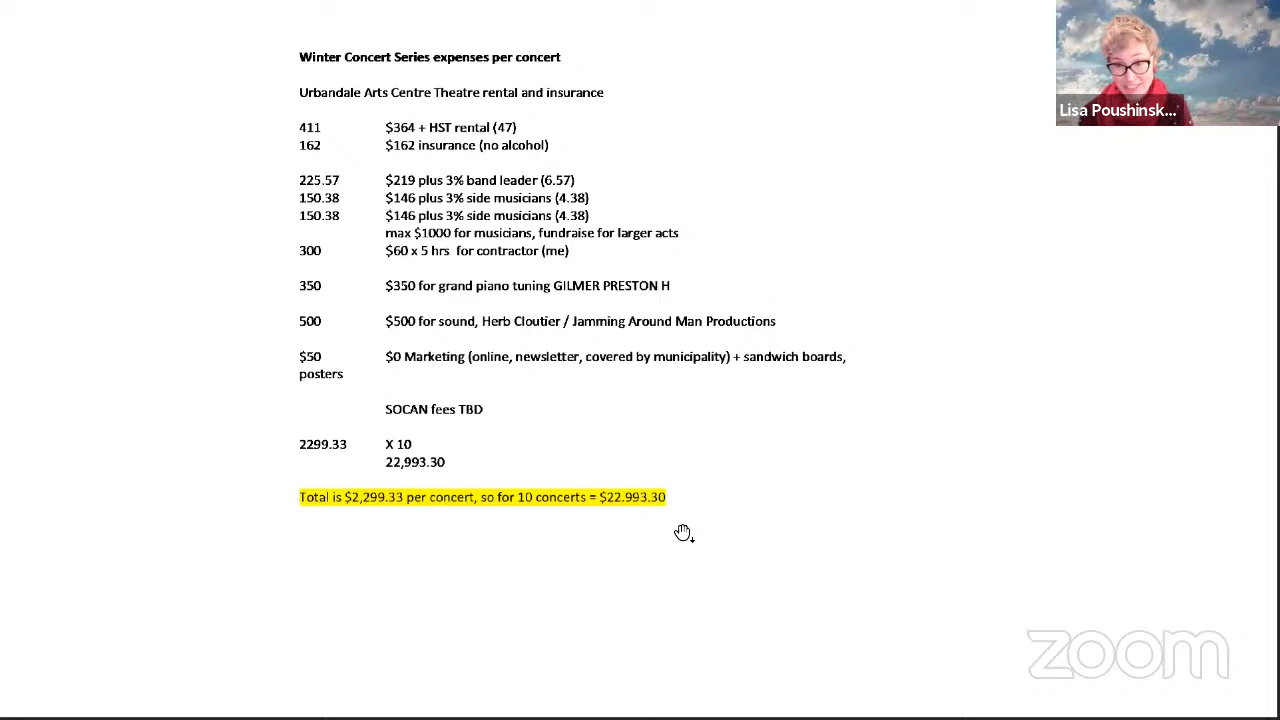 Winter Concert Series expenses per concert
Urbandale Arts Centre Theatre rental and insurance
411 $364 + HST rental (47)
162 $162 insurance (no alcohol)
225.57 $219 plus 3% band leader (6.57)
150.38 $146 plus 3% side musicians (4.38)
150.38 $146 plus 3% side musicians (4.38)
max $1000 for musicians, fundraise for larger acts
300 $60 x 5 hrs for contractor (me)
350 $350 for grand piano tuning GILMER PRESTON H
500 $500 for sound, Herb Cloutier / Jamming Around Man Productions
$50 $0 Marketing (online, newsletter, covered by municipality) + sandwich boards,
posters
SOCAN fees TBD
2299.33 X 10
22,993.30
Total is $2,299.33 per concert, so for 10 concerts = $22.993.30
Lisa Poushinsk...
zoom